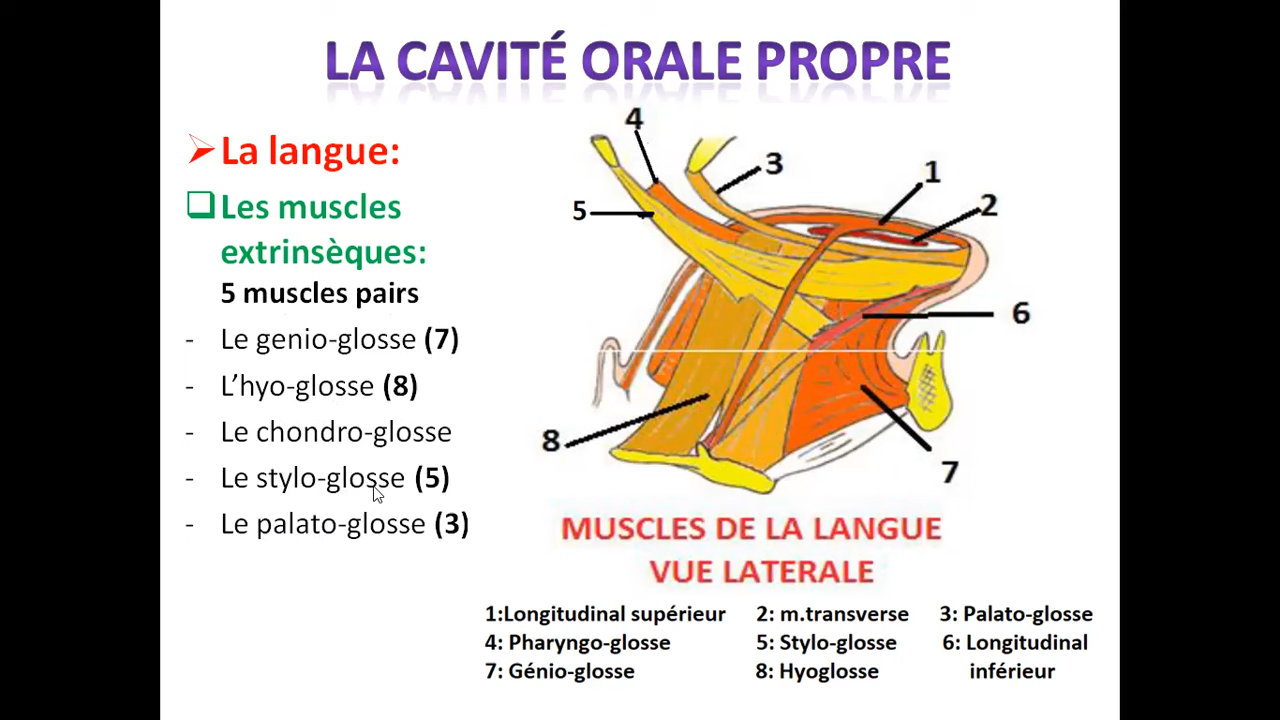 LA CAVITÉ ORALE PROPRE
La langue:
Les muscles
extrinsèques:
5 muscles pairs
- Le genio-glosse (7)
- L’hyo-glosse (8)
- Le chondro-glosse
- Le stylo-glosse (5)
- Le palato-glosse (3)
4
3
1
2
5
6
8
7
MUSCLES DE LA LANGUE
VUE LATERALE
1:Longitudinal supérieur 2: m.transverse 3: Palato-glosse
4: Pharyngo-glosse 5: Stylo-glosse 6: Longitudinal
7: Génio-glosse 8: Hyoglosse inférieur